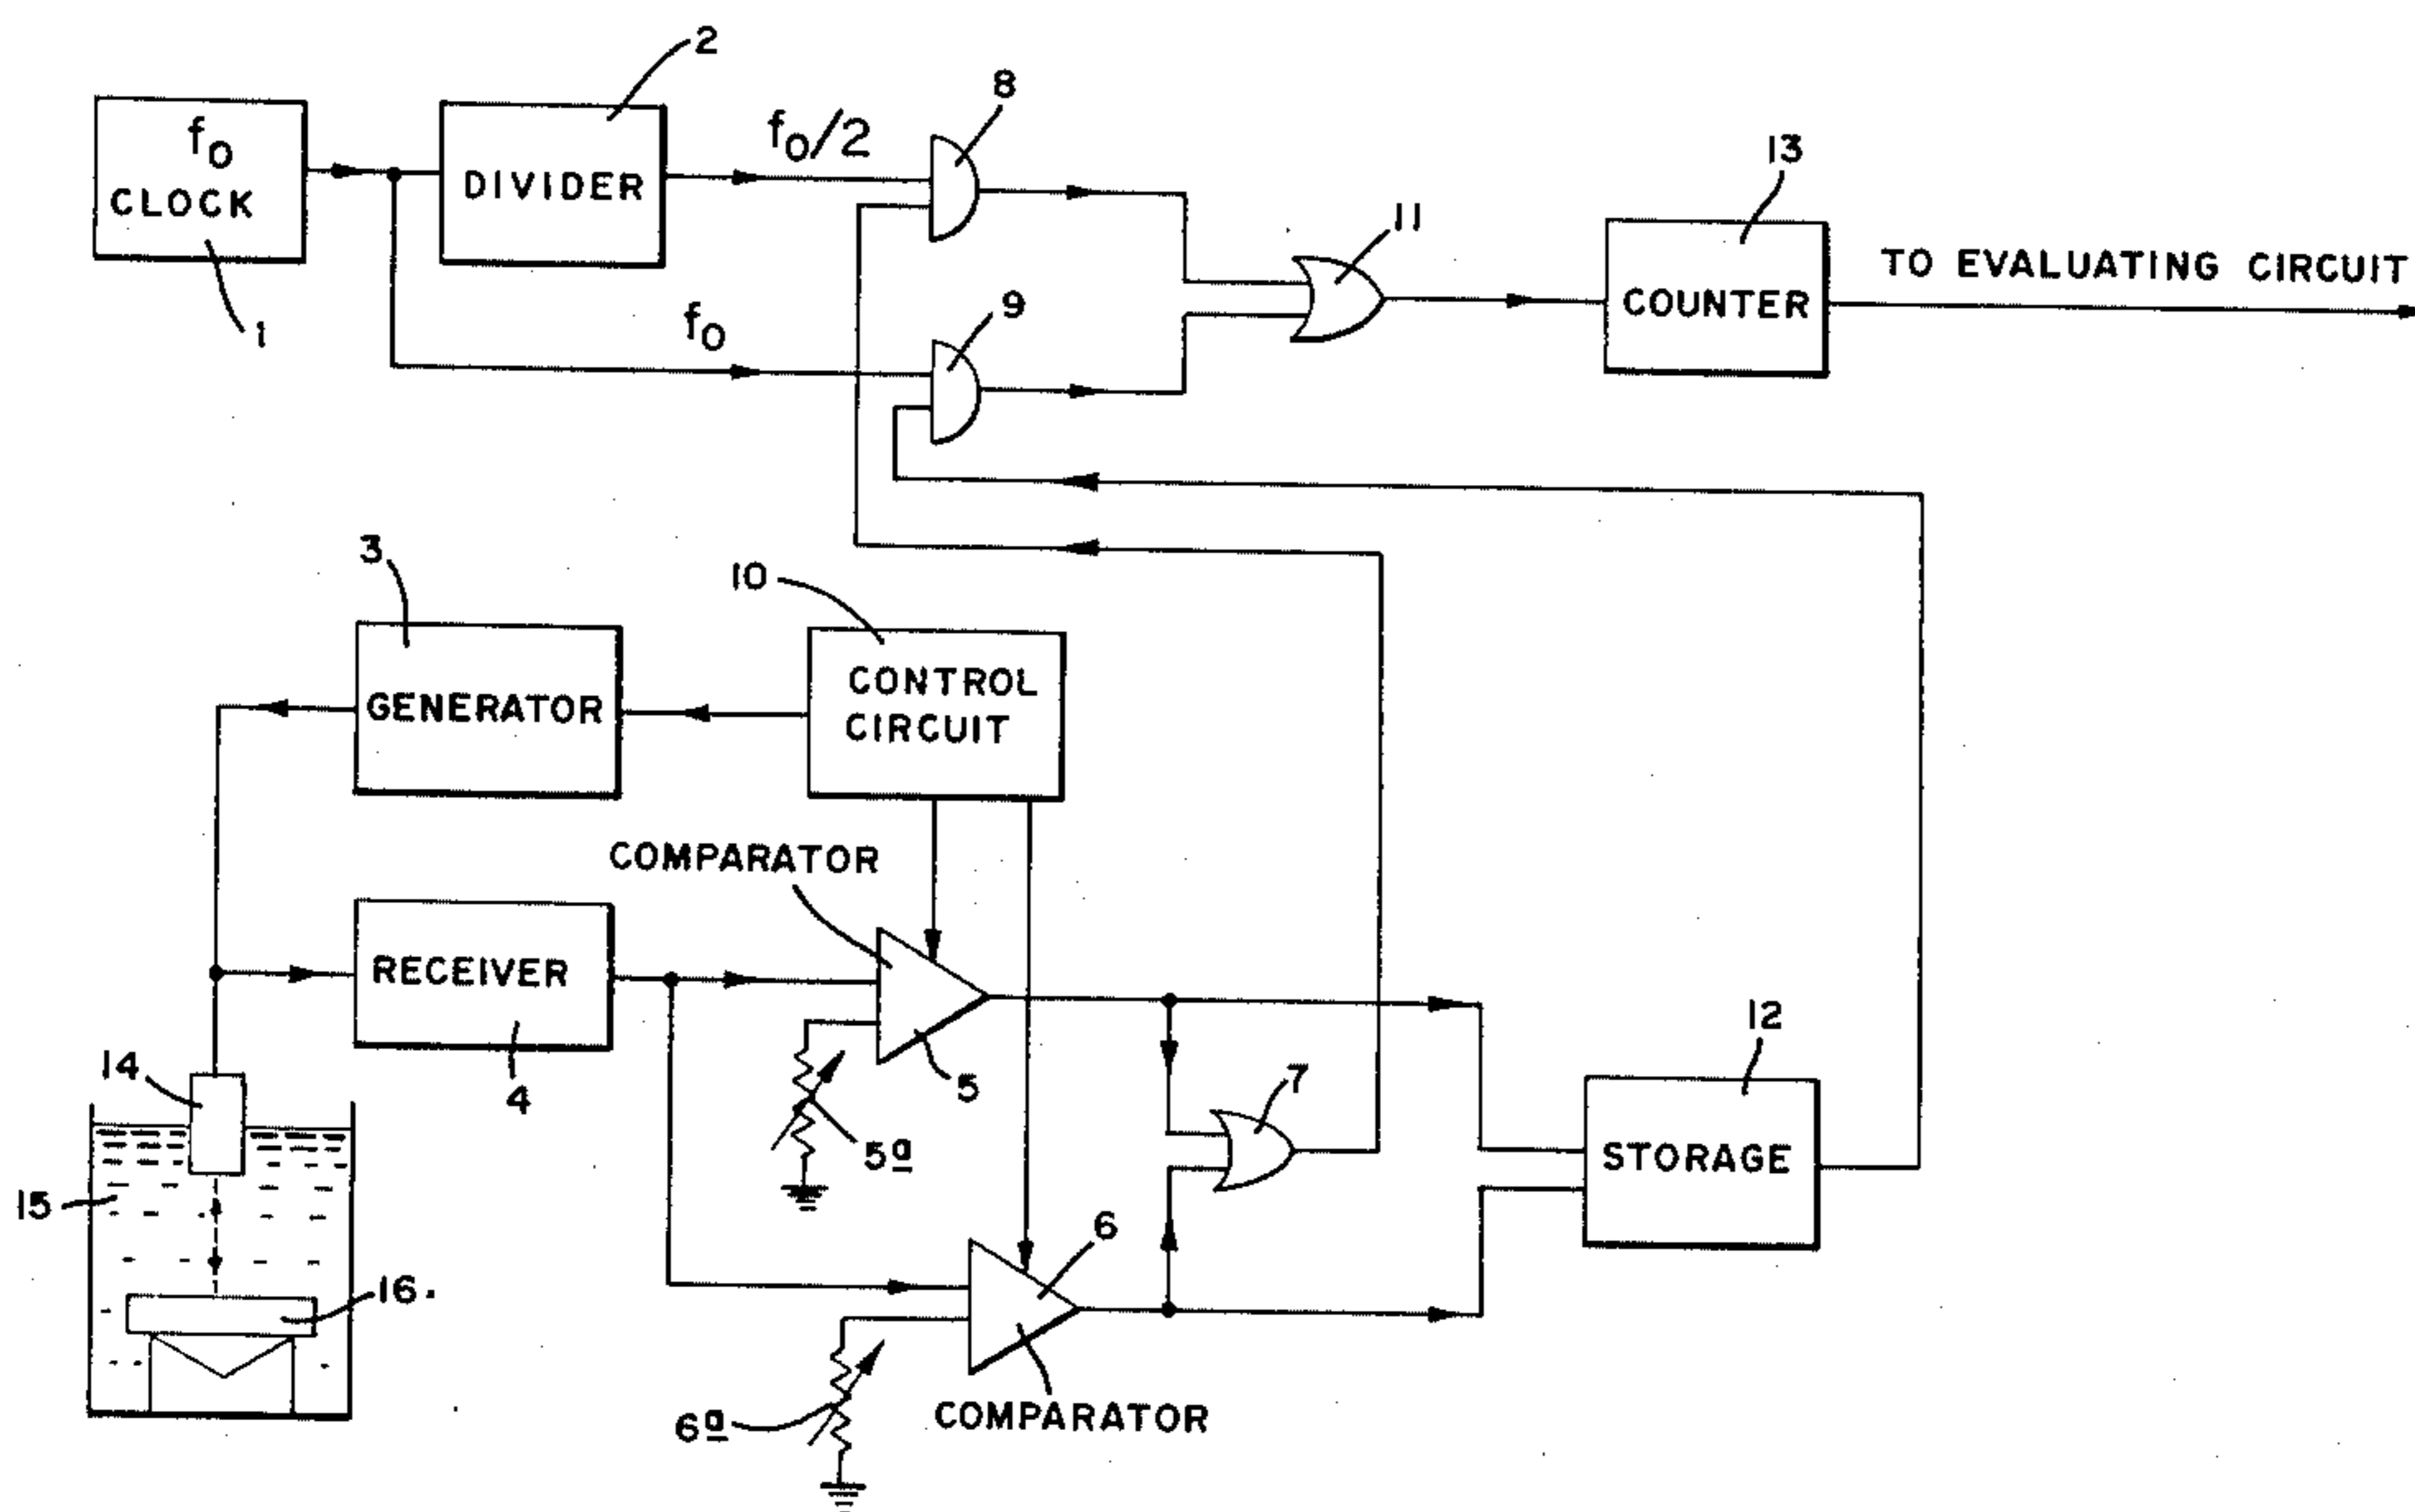 2
8
f0/2
f0
CLOCK
DIVIDER
13
11
TO EVALUATING CIRCUIT
COUNTER
1
f0
9
3
10
GENERATOR
CONTROL
CIRCUIT
COMPARATOR
RECEIVER
14
4
5
5a
7
12
STORAGE
15
6
16.
6a
COMPARATOR